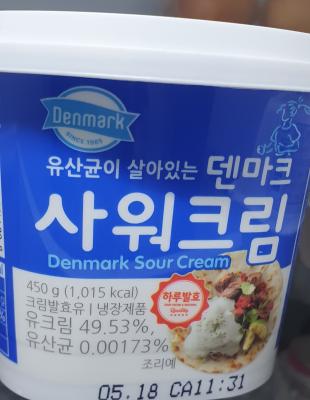 Denmark
SINCE 1985
유산균이 살아있는 덴마크
사워크림
Denmark Sour Cream
450 g (1,015 kcal)
크림발효유 | 냉장제품
유크림 49.53%,
유산균 0.00173%
하루발효
Quality
조리예
05.18 CA11:31